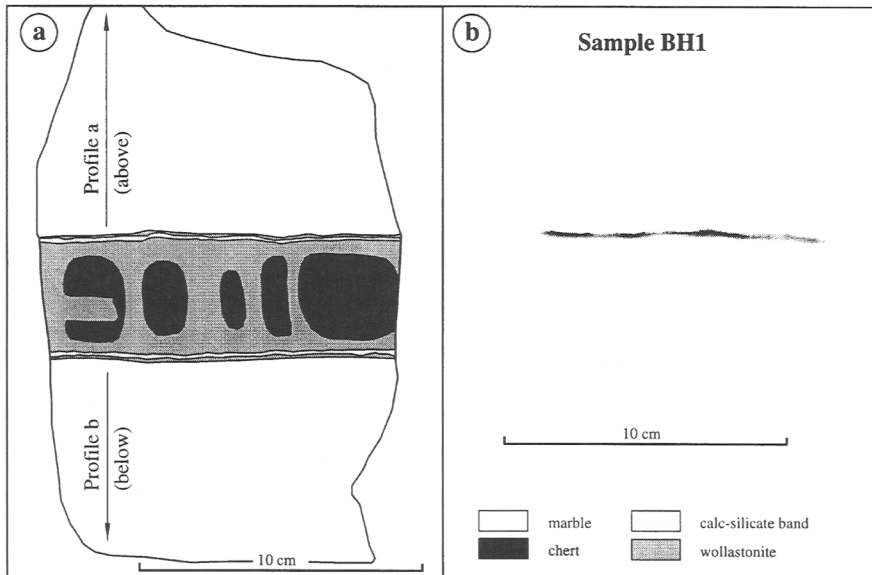 a
Profile a
(above)
Profile b
(below)
10 cm
b
Sample BH1
10 cm
marble
calc-silicate band
chert
wollastonite